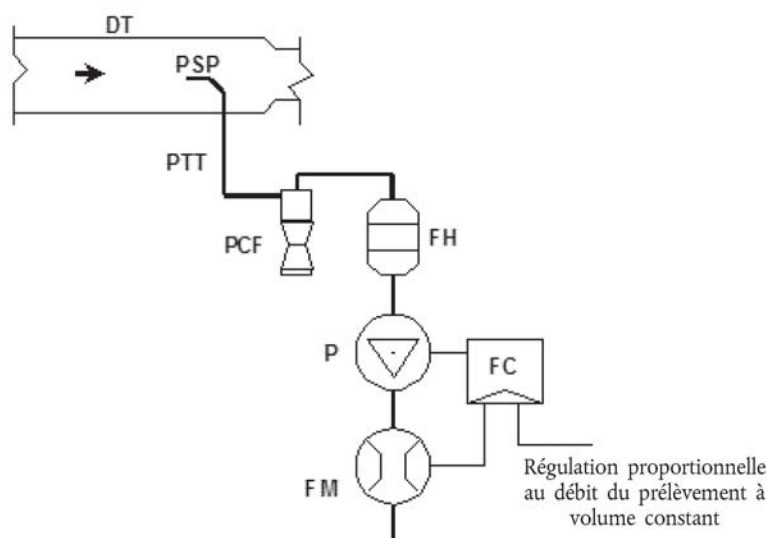 DT
PSP
PTT
PCF
FH
P
FC
FM
Régulation proportionnelle
au débit du prélèvement à
volume constant